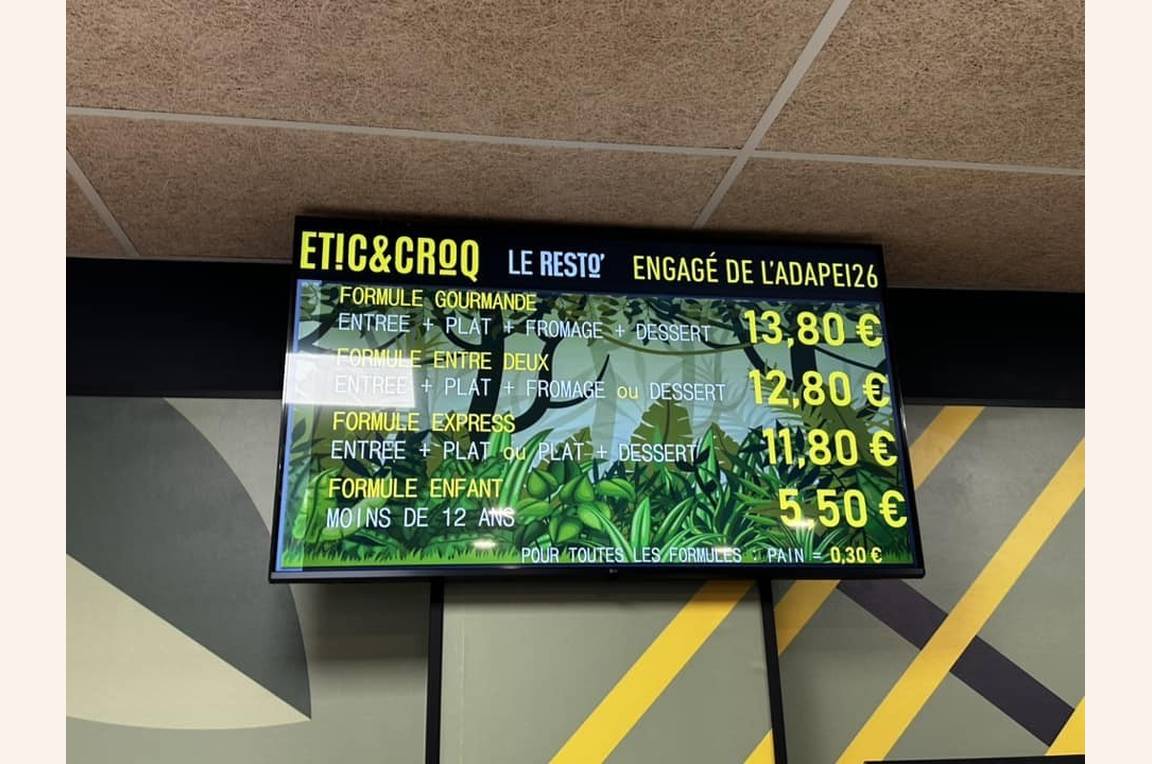 ET!C&CROQ LE RESTO' ENGAGÉ DE L'ADAPEI26
FORMULE GOURMANDE
ENTREE + PLAT + FROMAGE + DESSERT 13,80 €
FORMULE ENTRE DEUX
ENTREE + PLAT + FROMAGE ou DESSERT 12,80 €
FORMULE EXPRESS
ENTREE + PLAT ou PLAT + DESSERT 11,80 €
FORMULE ENFANT
MOINS DE 12 ANS 5,50 €
POUR TOUTES LES FORMULES : PAIN = 0,30 €